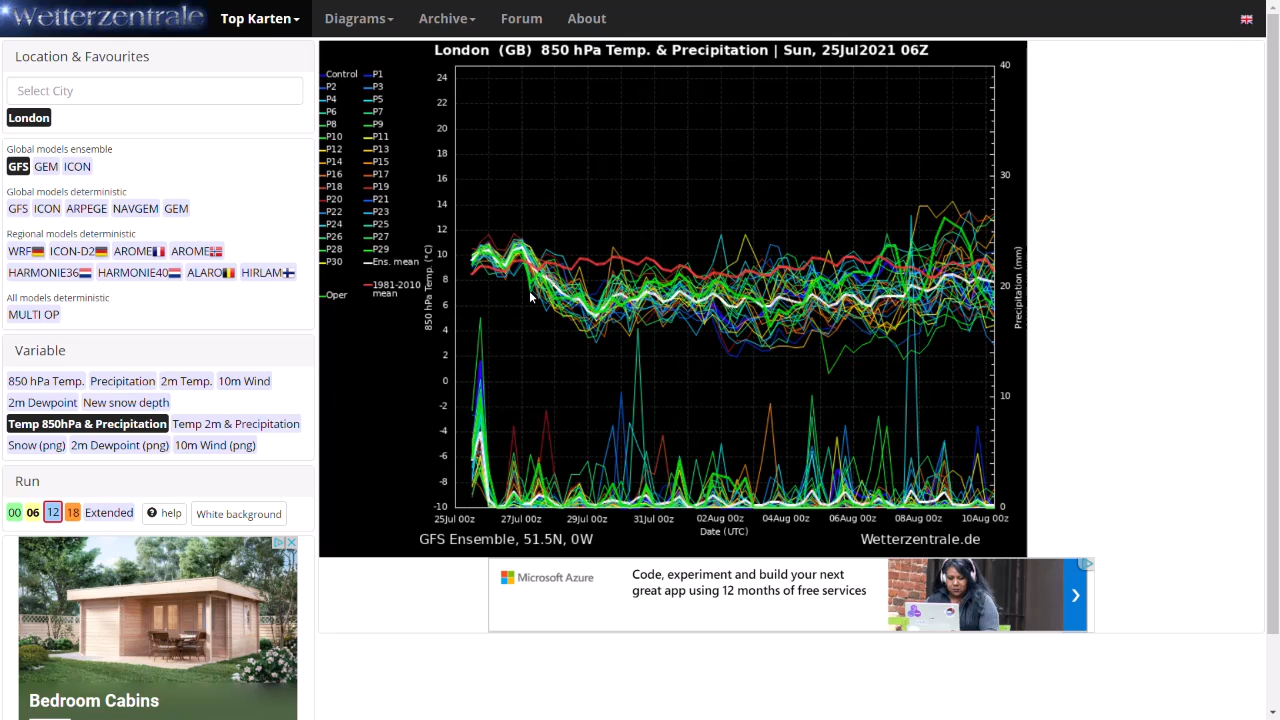 Wetterzentrale
Top Karten
Diagrams
Archive
Forum
About
Location & Favourites
Select City
London
Global models ensemble
GFS GEM ICON
Global models deterministic
GFS ICON ARPEGE NAVGEM GEM
Regional models deterministic
WRF ICON-D2 AROME AROME
HARMONIE36 HARMONIE40 ALARO HIRLAM
All models deterministic
MULTI OP
Variable
850 hPa Temp. Precipitation 2m Temp. 10m Wind
2m Dewpoint New snow depth
Temp 850hPa & Precipitation Temp 2m & Precipitation
Snow (png) 2m Dewpoint (png) 10m Wind (png)
Run
00 06 12 18 Extended help White background
Bedroom Cabins
London (GB) 850 hPa Temp. & Precipitation | Sun, 25Jul2021 06Z
Control P1
P2 P3
P4 P5
P6 P7
P8 P9
P10 P11
P12 P13
P14 P15
P16 P17
P18 P19
P20 P21
P22 P23
P24 P25
P26 P27
P28 P29
P30 Ens. mean
Oper 1981-2010
mean
850 hPa Temp. (°C)
24
22
20
18
16
14
12
10
8
6
4
2
0
-2
-4
-6
-8
-10
40
30
20
10
0
Precipitation (mm)
25Jul 00z 27Jul 00z 29Jul 00z 31Jul 00z 02Aug 00z 04Aug 00z 06Aug 00z 08Aug 00z 10Aug 00z
Date (UTC)
GFS Ensemble, 51.5N, 0W
Wetterzentrale.de
Microsoft Azure
Code, experiment and build your next
great app using 12 months of free services